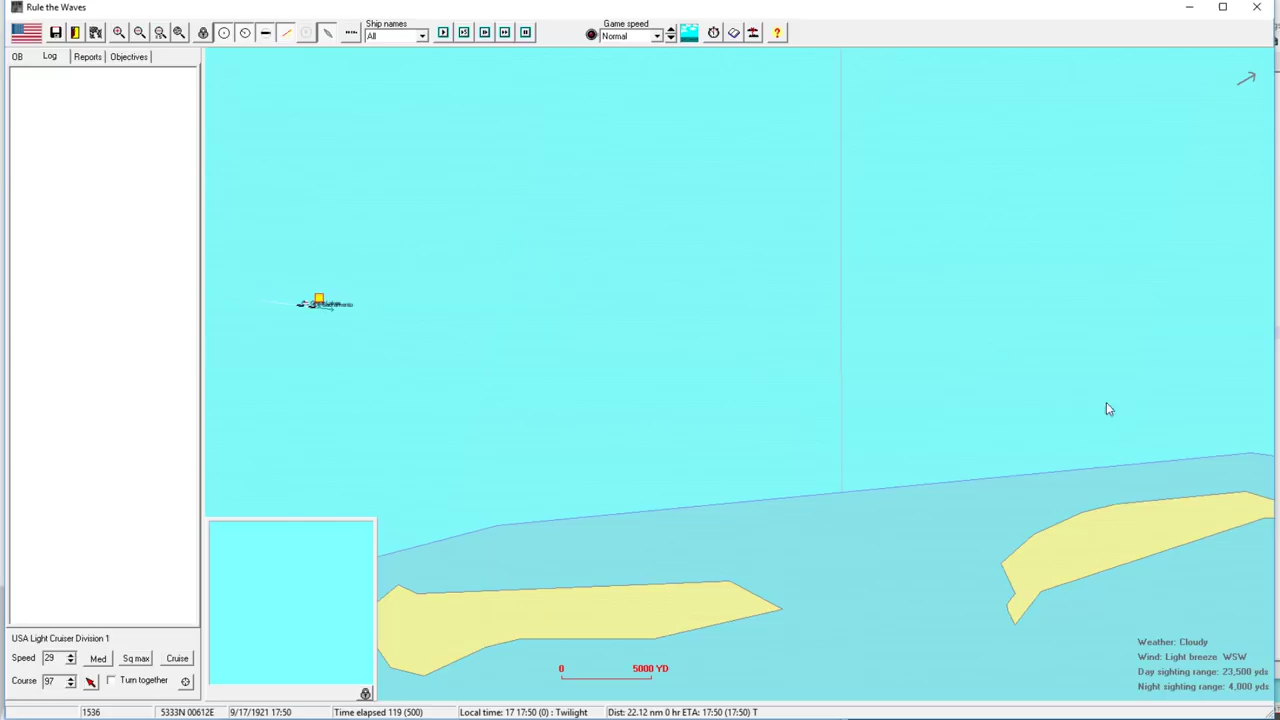 Rule the Waves
Ship names
All
Game speed
Normal
?
OB Log Reports Objectives
USA Light Cruiser Division 1
Speed 29 Med Sq max Cruise
Course 97 Turn together
0 5000 YD
Weather: Cloudy
Wind: Light breeze WSW
Day sighting range: 23,500 yds
Night sighting range: 4,000 yds
1536 5333N 00612E 9/17/1921 17:50 Time elapsed 119 (500) Local time: 17 17:50 (0) : Twilight Dist: 22.12 nm 0 hr ETA: 17:50 (17:50) T